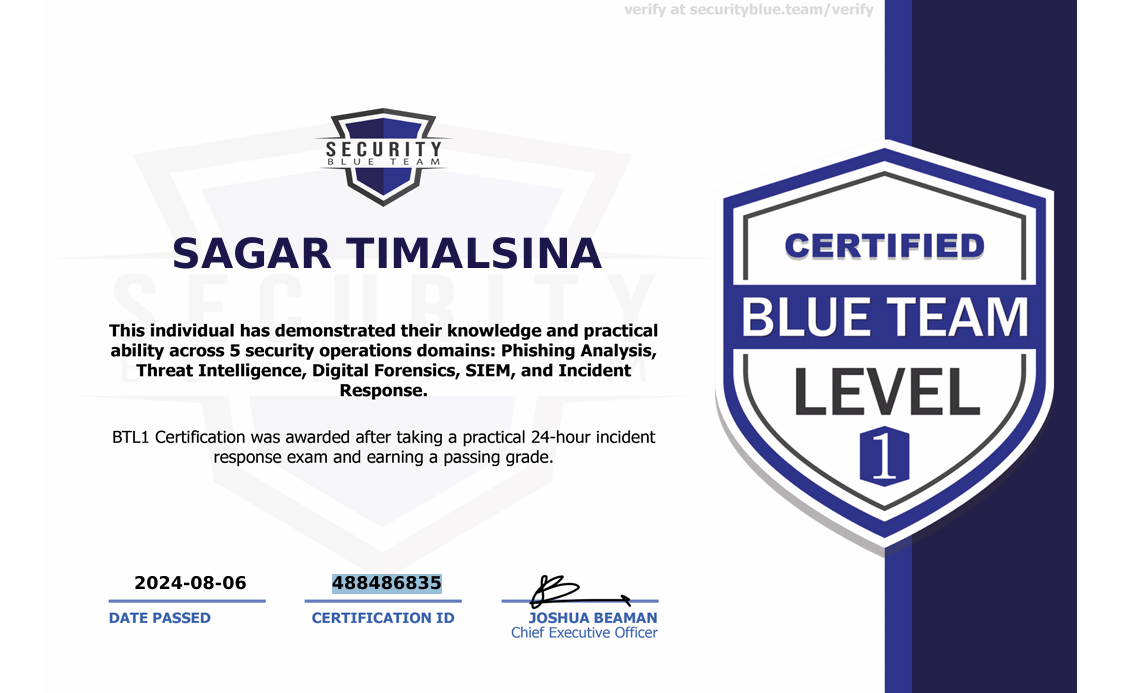 verify at securityblue.team/verify
SECURITY
BLUE TEAM
SAGAR TIMALSINA
This individual has demonstrated their knowledge and practical
ability across 5 security operations domains: Phishing Analysis,
Threat Intelligence, Digital Forensics, SIEM, and Incident
Response.
BTL1 Certification was awarded after taking a practical 24-hour incident
response exam and earning a passing grade.
2024-08-06
DATE PASSED
488486835
CERTIFICATION ID
JOSHUA BEAMAN
Chief Executive Officer
CERTIFIED
BLUE TEAM
LEVEL
1
SECURITY